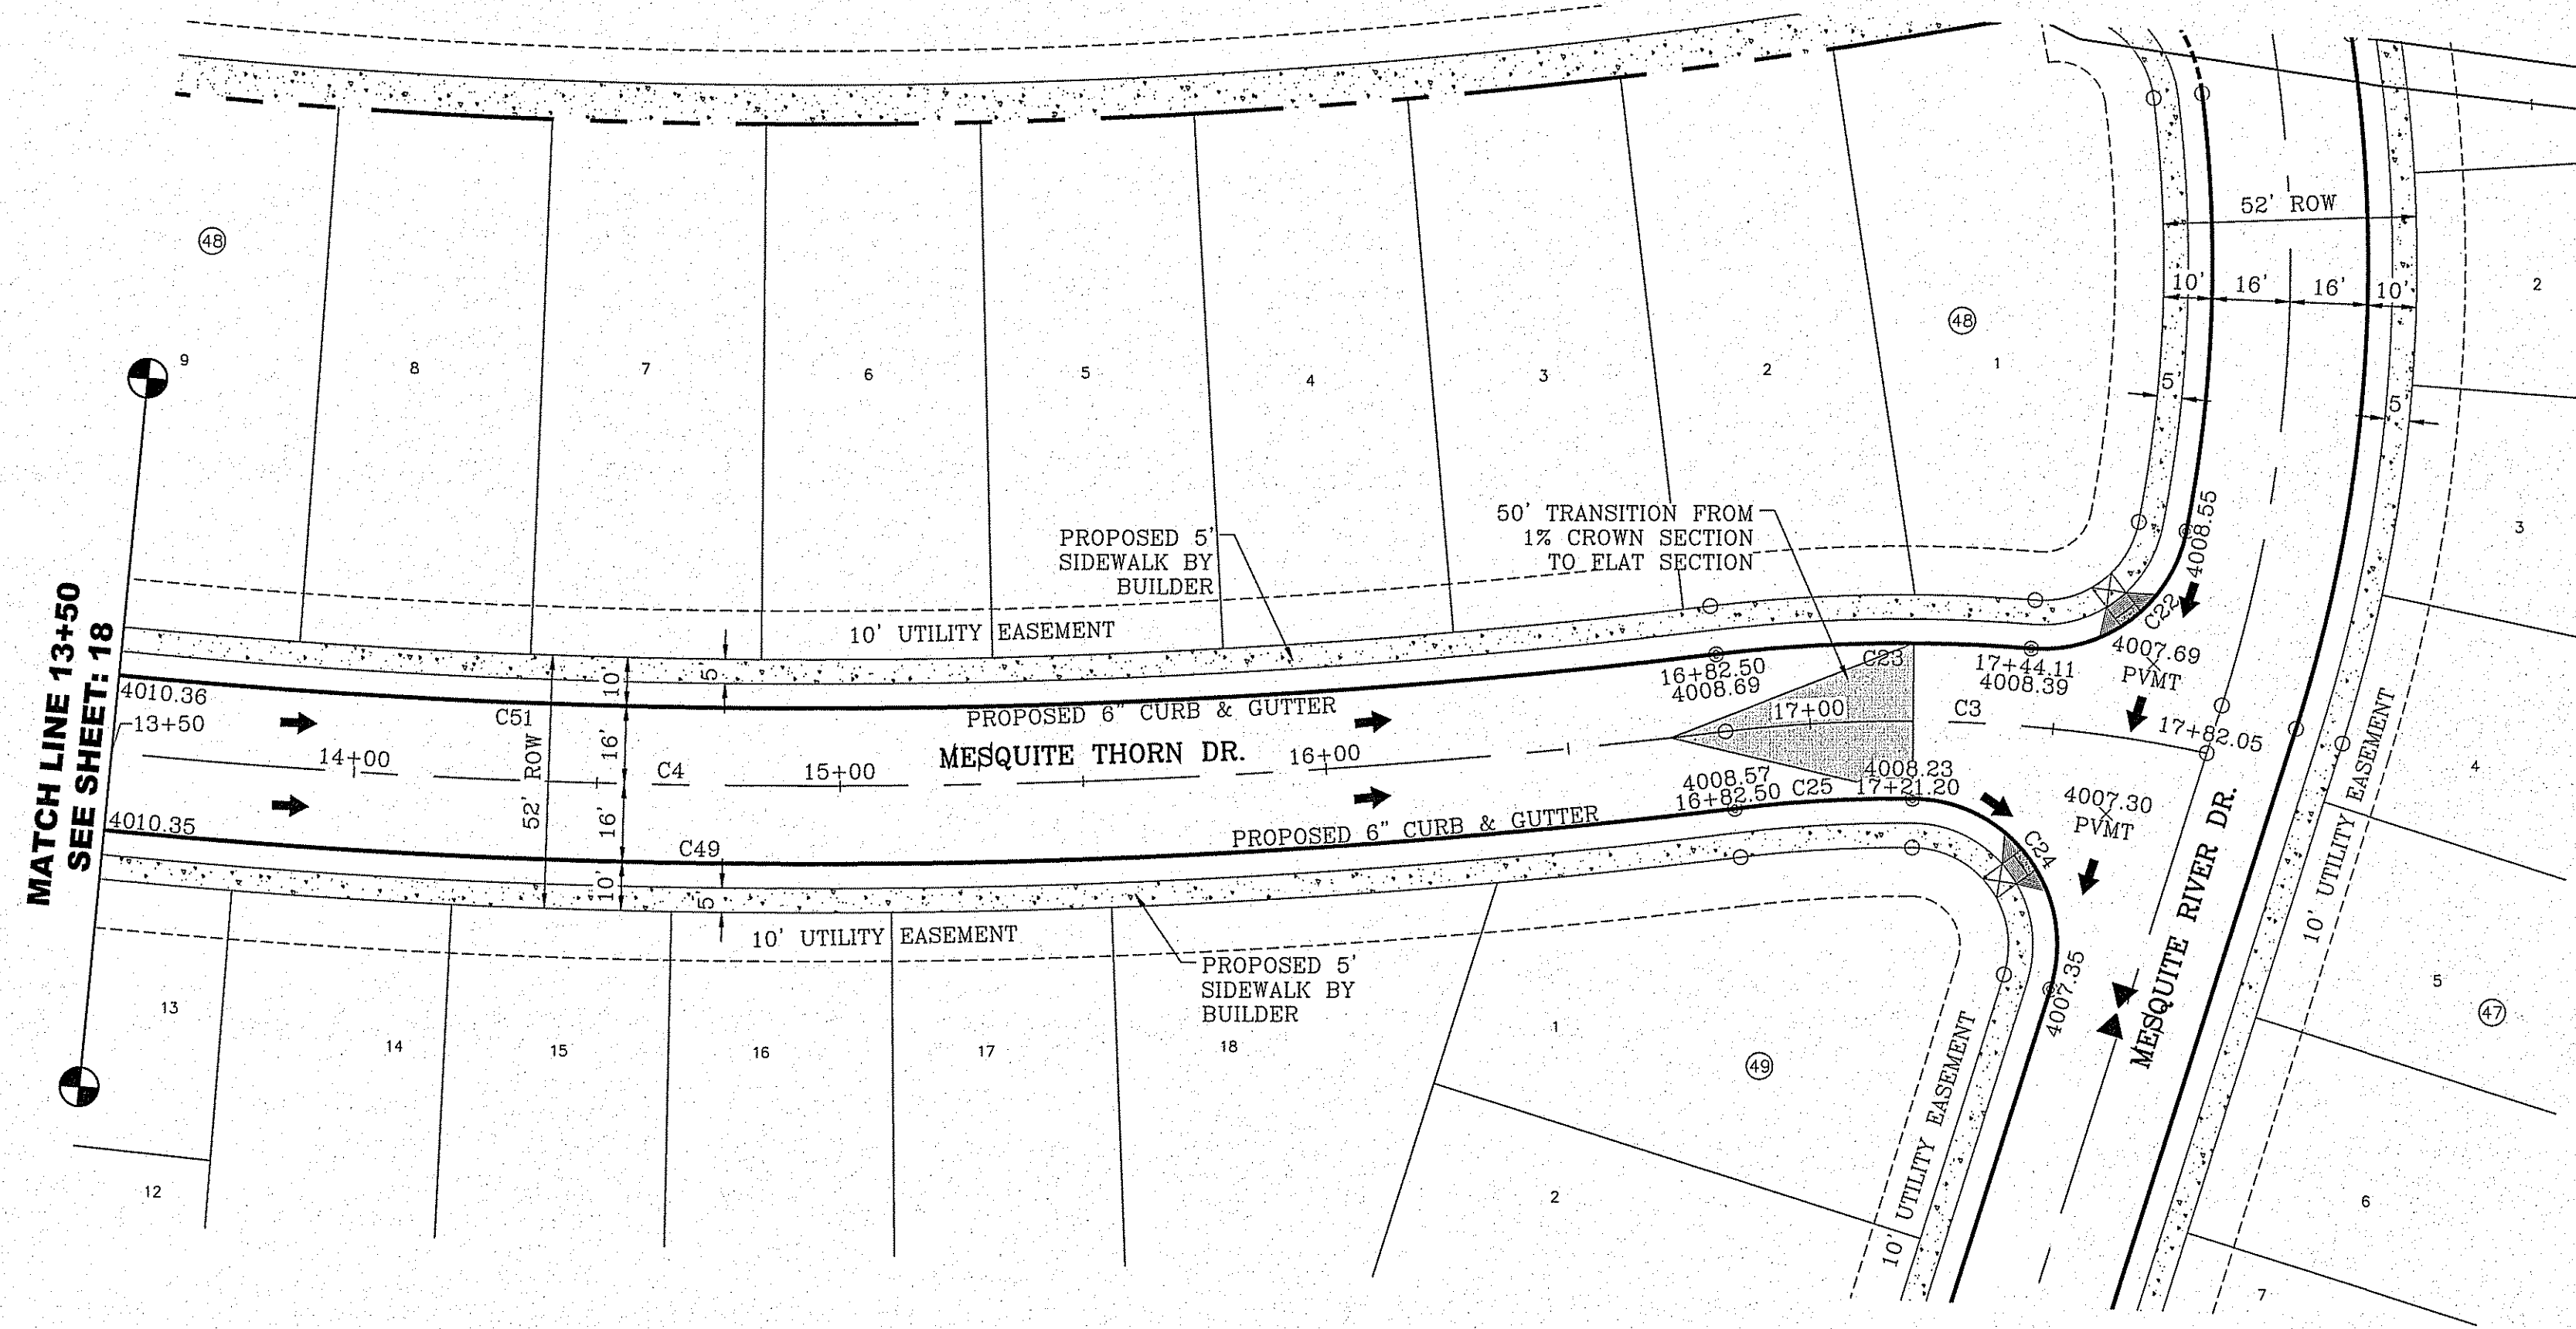 52' ROW
10'
16'
16'
10'
5'
5'
48
9
8
7
6
5
4
3
2
48
1
1
2
3
4
5
47
6
7
MATCH LINE 13+50
SEE SHEET: 18
PROPOSED 5'
SIDEWALK BY
BUILDER
50' TRANSITION FROM
1% CROWN SECTION
TO FLAT SECTION
10' UTILITY EASEMENT
4010.36
13+50
14+00
4010.35
C51
52' ROW
10'
16'
16'
10'
5'
5'
C4
C49
15+00
PROPOSED 6" CURB & GUTTER
MESQUITE THORN DR.
16+00
PROPOSED 6" CURB & GUTTER
16+82.50
4008.69
C23
17+00
4008.57
16+82.50
C25
4008.23
17+21.20
17+44.11
4008.39
C3
4008.55
C22
4007.69
PVMT
17+82.05
4007.30
PVMT
C24
4007.35
MESQUITE RIVER DR.
10' UTILITY EASEMENT
10' UTILITY EASEMENT
10' UTILITY EASEMENT
PROPOSED 5'
SIDEWALK BY
BUILDER
13
14
15
16
17
18
1
49
2
12